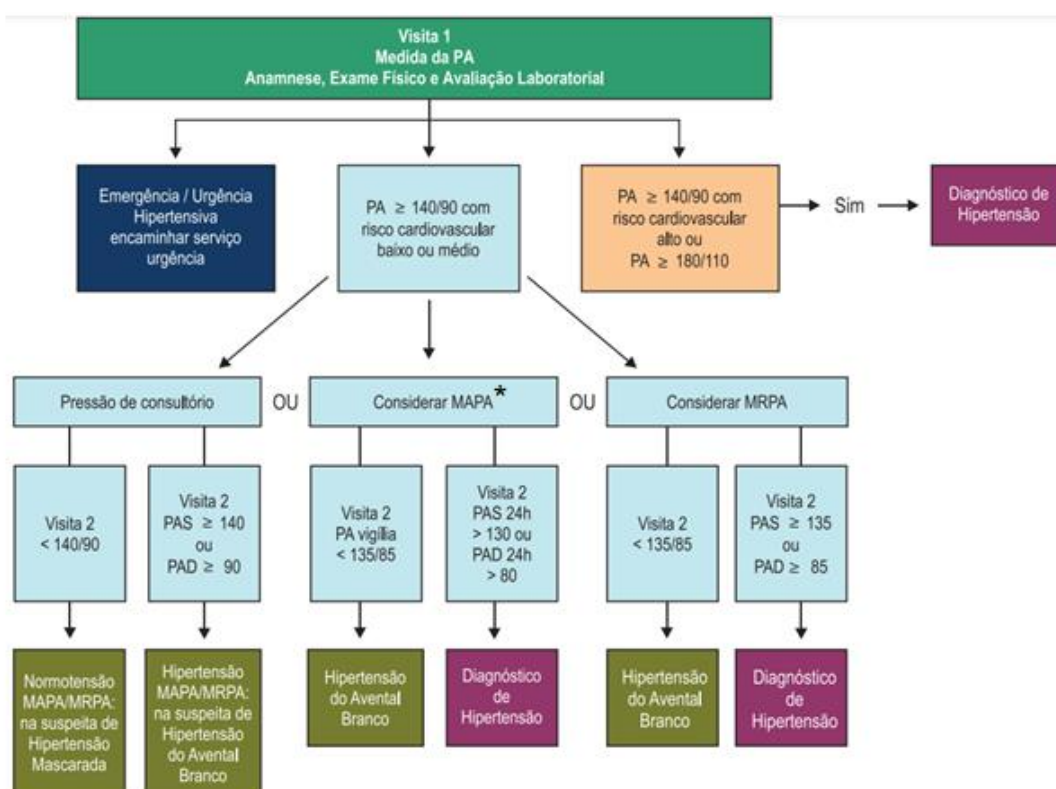 Visita 1
Medida da PA
Anamnese, Exame Físico e Avaliação Laboratorial
Emergência / Urgência
Hipertensiva
encaminhar serviço
urgência
PA ≥ 140/90 com
risco cardiovascular
baixo ou médio
PA ≥ 140/90 com
risco cardiovascular
alto ou
PA ≥ 180/110
Sim
Diagnóstico de
Hipertensão
Pressão de consultório
OU
Considerar MAPA*
OU
Considerar MRPA
Visita 2
< 140/90
Visita 2
PAS ≥ 140
ou
PAD ≥ 90
Visita 2
PA vigíllia
< 135/85
Visita 2
PAS 24h
> 130 ou
PAD 24h
> 80
Visita 2
< 135/85
Visita 2
PAS ≥ 135
ou
PAD ≥ 85
Normotensão
MAPA/MRPA:
na suspeita de
Hipertensão
Mascarada
Hipertensão
MAPA/MRPA:
na suspeita de
Hipertensão
do Avental
Branco
Hipertensão
do Avental
Branco
Diagnóstico
de
Hipertensão
Hipertensão
do Avental
Branco
Diagnóstico
de
Hipertensão